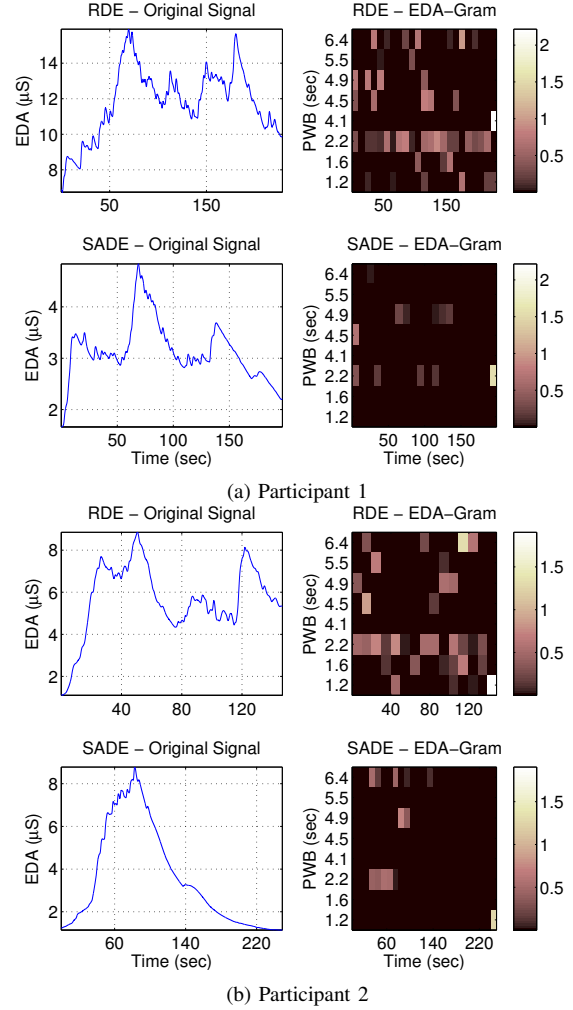 RDE − Original Signal
RDE − EDA−Gram
EDA (µS)
14
12
10
8
50 150
PWB (sec)
6.4
5.5
4.9
4.5
4.1
2.2
1.6
1.2
50 150
2
1.5
1
0.5
SADE − Original Signal
SADE − EDA−Gram
EDA (µS)
4
3
2
50 100 150
Time (sec)
PWB (sec)
6.4
5.5
4.9
4.5
4.1
2.2
1.6
1.2
50 100 150
Time (sec)
2
1.5
1
0.5
(a) Participant 1
RDE − Original Signal
RDE − EDA−Gram
EDA (µS)
8
6
4
2
40 80 120
PWB (sec)
6.4
5.5
4.9
4.5
4.1
2.2
1.6
1.2
40 80 120
1.5
1
0.5
SADE − Original Signal
SADE − EDA−Gram
EDA (µS)
8
6
4
2
60 140 220
Time (sec)
PWB (sec)
6.4
5.5
4.9
4.5
4.1
2.2
1.6
1.2
60 140 220
Time (sec)
1.5
1
0.5
(b) Participant 2